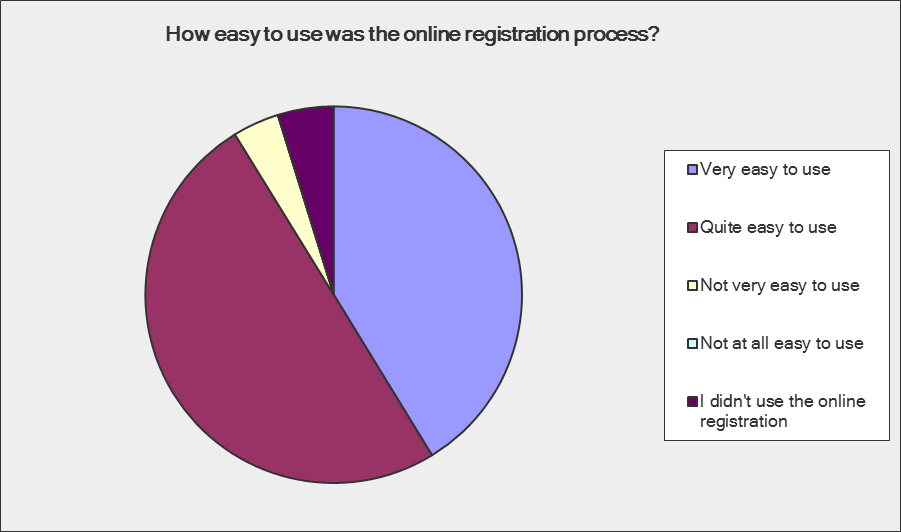 How easy to use was the online registration process?
Very easy to use
Quite easy to use
Not very easy to use
Not at all easy to use
I didn't use the online
registration